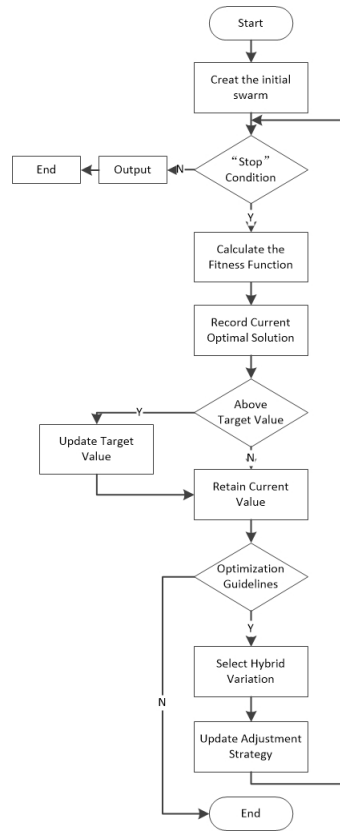 Start
Creat the initial
swarm
"Stop"
Condition
N
Output
End
Y
Calculate the
Fitness Function
Record Current
Optimal Solution
Above
Target Value
Y
Update Target
Value
N
Retain Current
Value
Optimization
Guidelines
Y
Select Hybrid
Variation
N
Update Adjustment
Strategy
End